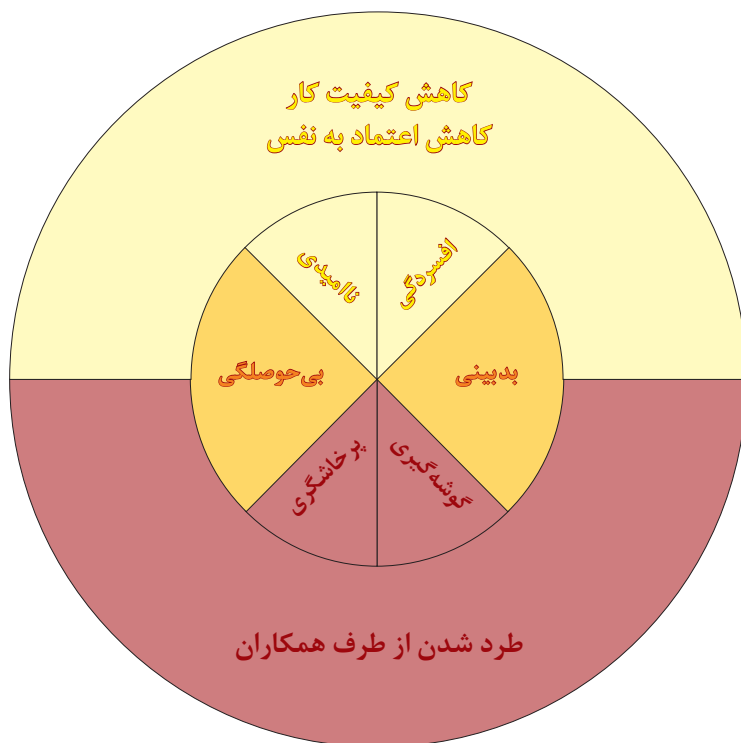 کاهش کیفیت کار
کاهش اعتماد به نفس
افسردگی
ناامیدی
بدبینی
بی‌حوصلگی
گوشه‌گیری
پرخاشگری
طرد شدن از طرف همکاران